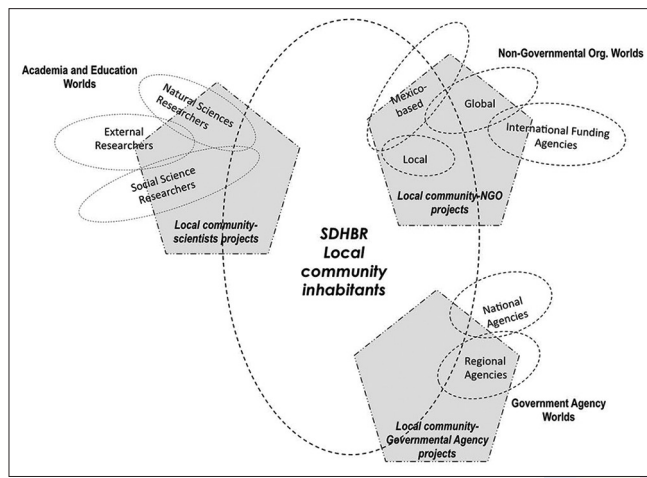 Academia and Education
Worlds
Natural Sciences
Researchers
External
Researchers
Social Science
Researchers
Local community-
scientists projects
Non-Governmental Org. Worlds
Mexico-
based
Global
International Funding
Agencies
Local
Local community-NGO
projects
SDHBR
Local
community
inhabitants
National
Agencies
Regional
Agencies
Government Agency
Worlds
Local community-
Governmental Agency
projects